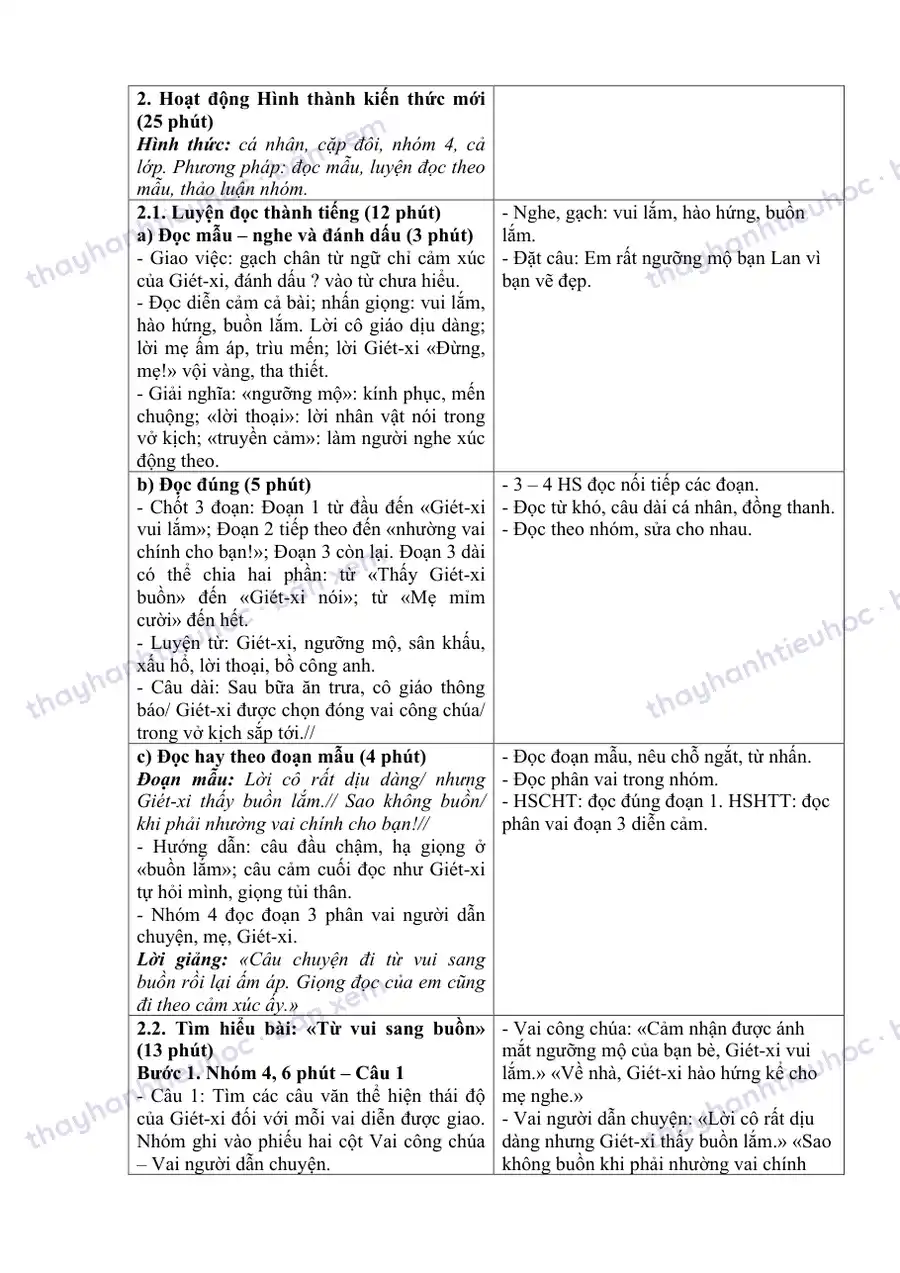 2. Hoạt động Hình thành kiến thức mới
(25 phút)
Hình thức: cá nhân, cặp đôi, nhóm 4, cả
lớp. Phương pháp: đọc mẫu, luyện đọc theo
mẫu, thảo luận nhóm.
2.1. Luyện đọc thành tiếng (12 phút)
a) Đọc mẫu – nghe và đánh dấu (3 phút)
- Giao việc: gạch chân từ ngữ chỉ cảm xúc
của Giét-xi, đánh dấu ? vào từ chưa hiểu.
- Đọc diễn cảm cả bài; nhấn giọng: vui lắm,
hào hứng, buồn lắm. Lời cô giáo dịu dàng;
lời mẹ ấm áp, trìu mến; lời Giét-xi «Đừng,
mẹ!» vội vàng, tha thiết.
- Giải nghĩa: «ngưỡng mộ»: kính phục, mến
chuộng; «lời thoại»: lời nhân vật nói trong
vở kịch; «truyền cảm»: làm người nghe xúc
động theo.
- Nghe, gạch: vui lắm, hào hứng, buồn
lắm.
- Đặt câu: Em rất ngưỡng mộ bạn Lan vì
bạn vẽ đẹp.
b) Đọc đúng (5 phút)
- Chốt 3 đoạn: Đoạn 1 từ đầu đến «Giét-xi
vui lắm»; Đoạn 2 tiếp theo đến «nhường vai
chính cho bạn!»; Đoạn 3 còn lại. Đoạn 3 dài
có thể chia hai phần: từ «Thấy Giét-xi
buồn» đến «Giét-xi nói»; từ «Mẹ mỉm
cười» đến hết.
- Luyện từ: Giét-xi, ngưỡng mộ, sân khấu,
xấu hổ, lời thoại, bồ công anh.
- Câu dài: Sau bữa ăn trưa, cô giáo thông
báo/ Giét-xi được chọn đóng vai công chúa/
trong vở kịch sắp tới.//
- 3 – 4 HS đọc nối tiếp các đoạn.
- Đọc từ khó, câu dài cá nhân, đồng thanh.
- Đọc theo nhóm, sửa cho nhau.
c) Đọc hay theo đoạn mẫu (4 phút)
Đoạn mẫu: Lời cô rất dịu dàng/ nhưng
Giét-xi thấy buồn lắm.// Sao không buồn/
khi phải nhường vai chính cho bạn!//
- Hướng dẫn: câu đầu chậm, hạ giọng ở
«buồn lắm»; câu cảm cuối đọc như Giét-xi
tự hỏi mình, giọng tủi thân.
- Nhóm 4 đọc đoạn 3 phân vai người dẫn
chuyện, mẹ, Giét-xi.
Lời giảng: «Câu chuyện đi từ vui sang
buồn rồi lại ấm áp. Giọng đọc của em cũng
đi theo cảm xúc ấy.»
- Đọc đoạn mẫu, nêu chỗ ngắt, từ nhấn.
- Đọc phân vai trong nhóm.
- HSCHT: đọc đúng đoạn 1. HSHTT: đọc
phân vai đoạn 3 diễn cảm.
2.2. Tìm hiểu bài: «Từ vui sang buồn»
(13 phút)
Bước 1. Nhóm 4, 6 phút – Câu 1
- Câu 1: Tìm các câu văn thể hiện thái độ
của Giét-xi đối với mỗi vai diễn được giao.
Nhóm ghi vào phiếu hai cột Vai công chúa
– Vai người dẫn chuyện.
- Vai công chúa: «Cảm nhận được ánh
mắt ngưỡng mộ của bạn bè, Giét-xi vui
lắm.» «Về nhà, Giét-xi hào hứng kể cho
mẹ nghe.»
- Vai người dẫn chuyện: «Lời cô rất dịu
dàng nhưng Giét-xi thấy buồn lắm.» «Sao
không buồn khi phải nhường vai chính
thayhanhtieuhoc · bản xem
thayhanhtieuhoc · b
thayhanhtieuhoc · bản xem
thayhanhtieuhoc · b
thayhanhtieuhoc · bản xem
thayhanhtieuhoc · b